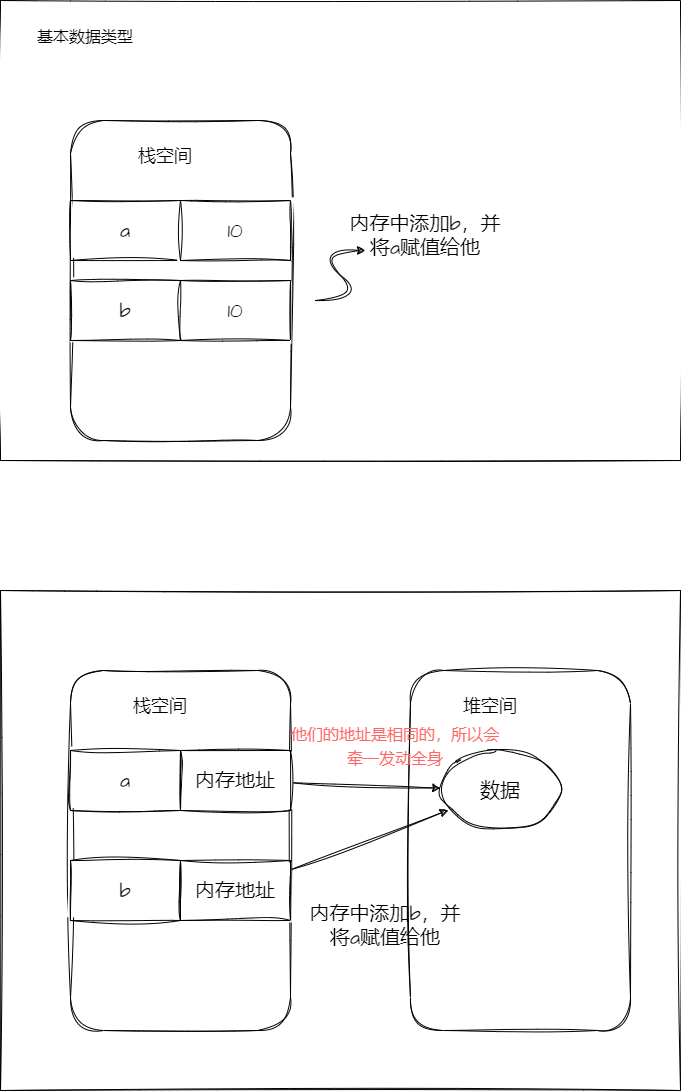 基本数据类型
栈空间
a
10
内存中添加b，并
将a赋值给他
b
10
栈空间
堆空间
他们的地址是相同的，所以会
牵一发动全身
a
内存地址
数据
b
内存地址
内存中添加b，并
将a赋值给他